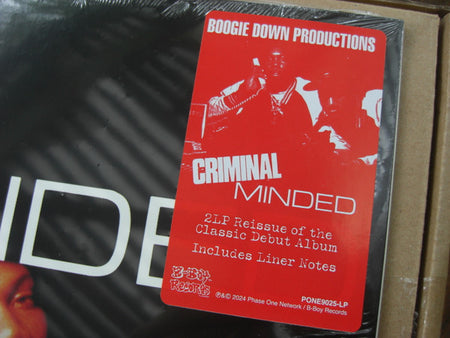 BOOGIE DOWN PRODUCTIONS
CRIMINAL
MINDED
2LP Reissue of the
Classic Debut Album
Includes Liner Notes
B-Boy
Records
PONE9025-LP
℗&© 2024 Phase One Network / B-Boy Records
NDE